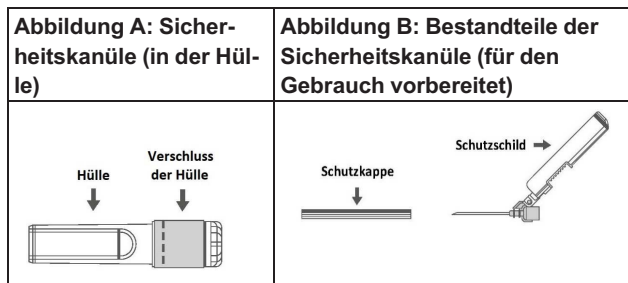 Abbildung A: Sicher-
heitskanüle (in der Hül-
le)
Abbildung B: Bestandteile der
Sicherheitskanüle (für den
Gebrauch vorbereitet)
Hülle
Verschluss
der Hülle
Schutzkappe
Schutzschild